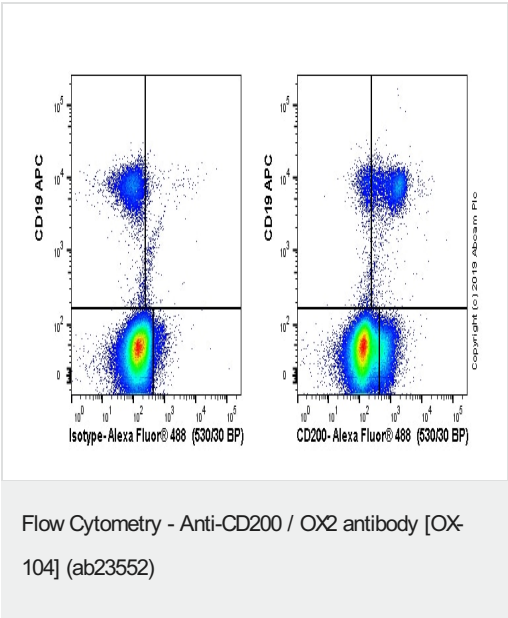 CD19 APC
10^5
10^4
10^3
10^2
0
10^0 10^1 10^2 10^3 10^4 10^5
Isotype- Alexa Fluor® 488 (530/30 BP)
CD19 APC
10^5
10^4
10^3
10^2
0
10^0 10^1 10^2 10^3 10^4 10^5
CD200- Alexa Fluor® 488 (530/30 BP)
Copyright (c) 2019 Abcam Plc
Flow Cytometry - Anti-CD200 / OX2 antibody [OX-
104] (ab23552)